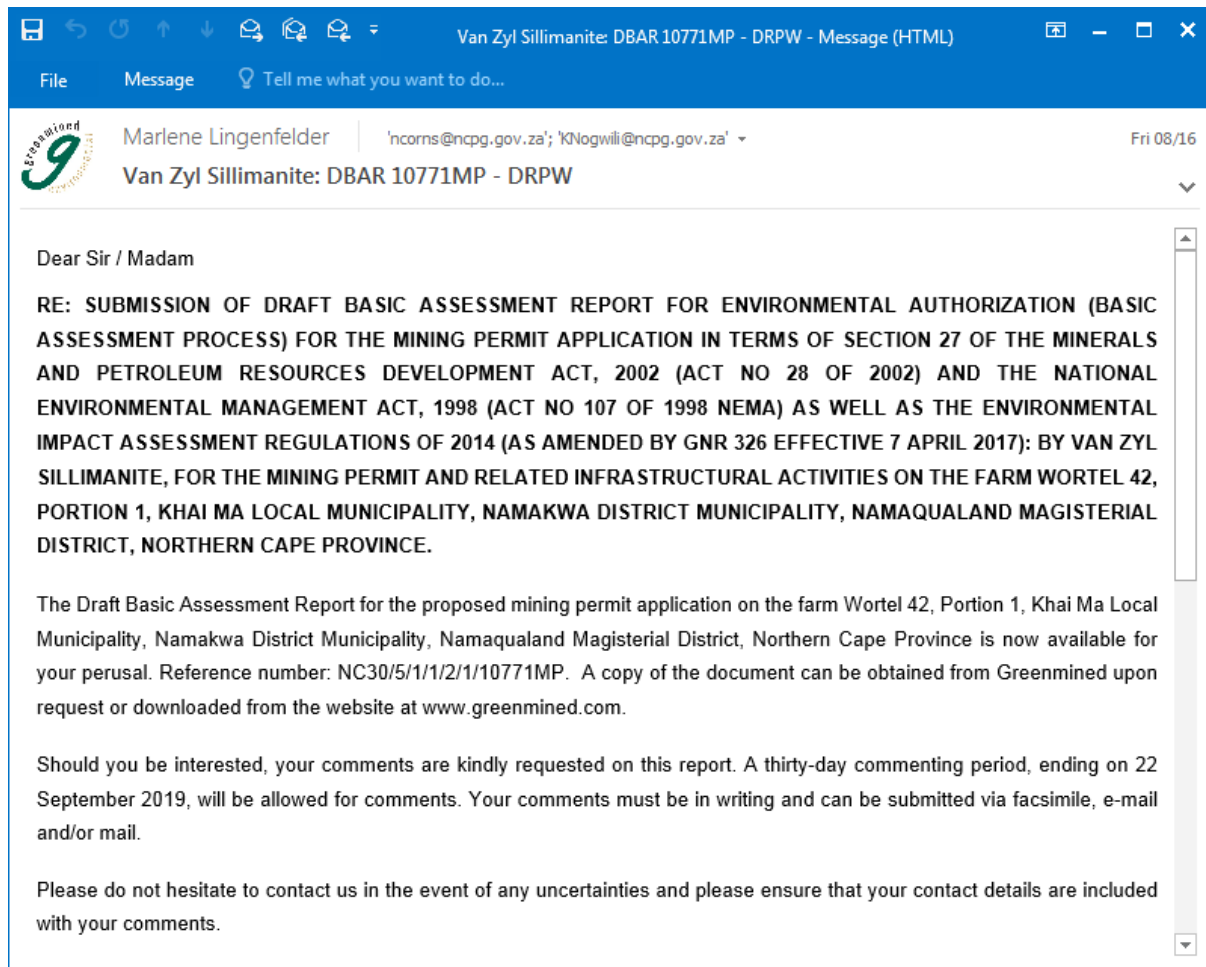 Van Zyl Sillimanite: DBAR 10771MP - DRPW - Message (HTML)
File Message Tell me what you want to do...
greenmined
Marlene Lingenfelder 'ncorns@ncpg.gov.za'; 'KNogwili@ncpg.gov.za' Fri 08/16
Van Zyl Sillimanite: DBAR 10771MP - DRPW
Dear Sir / Madam
RE: SUBMISSION OF DRAFT BASIC ASSESSMENT REPORT FOR ENVIRONMENTAL AUTHORIZATION (BASIC
ASSESSMENT PROCESS) FOR THE MINING PERMIT APPLICATION IN TERMS OF SECTION 27 OF THE MINERALS
AND PETROLEUM RESOURCES DEVELOPMENT ACT, 2002 (ACT NO 28 OF 2002) AND THE NATIONAL
ENVIRONMENTAL MANAGEMENT ACT, 1998 (ACT NO 107 OF 1998 NEMA) AS WELL AS THE ENVIRONMENTAL
IMPACT ASSESSMENT REGULATIONS OF 2014 (AS AMENDED BY GNR 326 EFFECTIVE 7 APRIL 2017): BY VAN ZYL
SILLIMANITE, FOR THE MINING PERMIT AND RELATED INFRASTRUCTURAL ACTIVITIES ON THE FARM WORTEL 42,
PORTION 1, KHAI MA LOCAL MUNICIPALITY, NAMAKWA DISTRICT MUNICIPALITY, NAMAQUALAND MAGISTERIAL
DISTRICT, NORTHERN CAPE PROVINCE.
The Draft Basic Assessment Report for the proposed mining permit application on the farm Wortel 42, Portion 1, Khai Ma Local
Municipality, Namakwa District Municipality, Namaqualand Magisterial District, Northern Cape Province is now available for
your perusal. Reference number: NC30/5/1/1/2/1/10771MP. A copy of the document can be obtained from Greenmined upon
request or downloaded from the website at www.greenmined.com.
Should you be interested, your comments are kindly requested on this report. A thirty-day commenting period, ending on 22
September 2019, will be allowed for comments. Your comments must be in writing and can be submitted via facsimile, e-mail
and/or mail.
Please do not hesitate to contact us in the event of any uncertainties and please ensure that your contact details are included
with your comments.